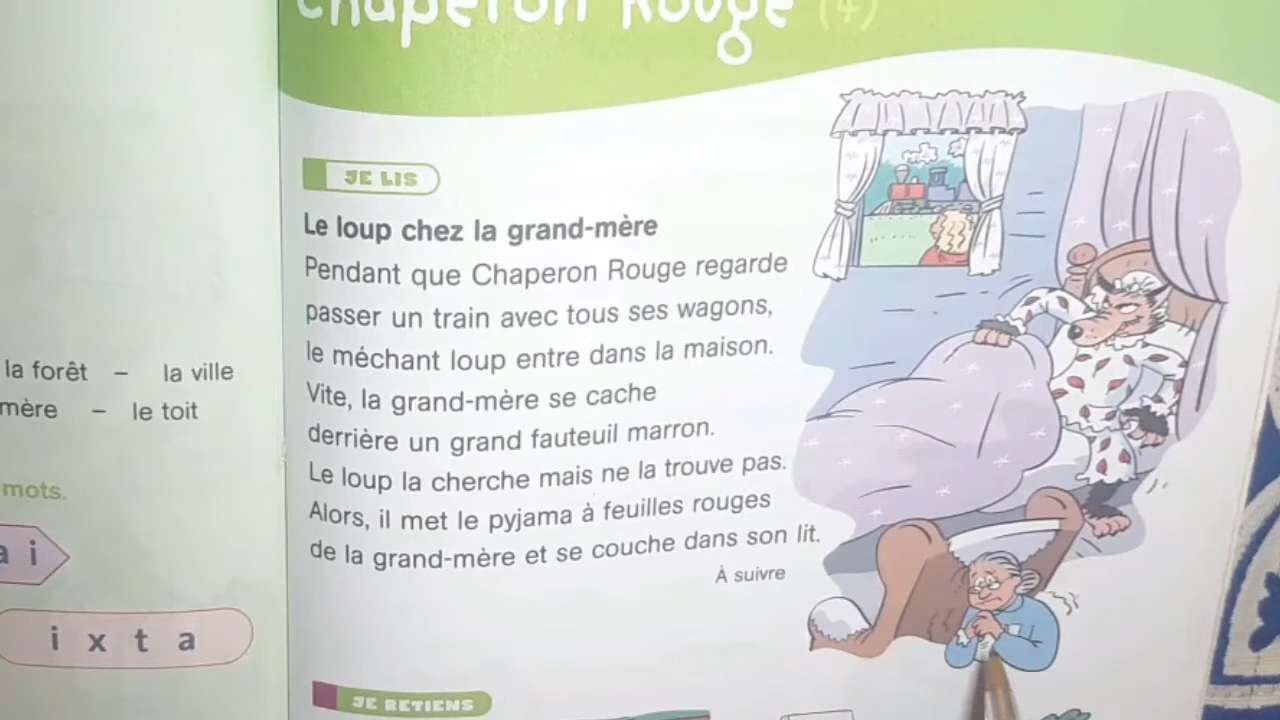 Chaperon Rouge (4)
JE LIS
Le loup chez la grand-mère
Pendant que Chaperon Rouge regarde
passer un train avec tous ses wagons,
le méchant loup entre dans la maison.
Vite, la grand-mère se cache
derrière un grand fauteuil marron.
Le loup la cherche mais ne la trouve pas.
Alors, il met le pyjama à feuilles rouges
de la grand-mère et se couche dans son lit.
À suivre
JE RETIENS
la forêt – la ville
mère – le toit
mots.
a i
i x t a